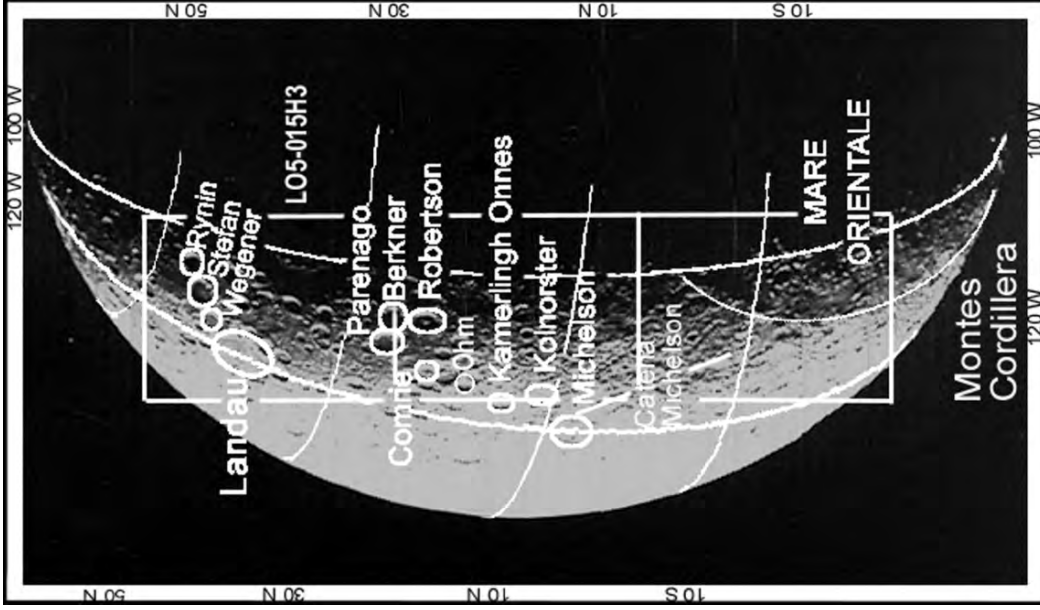 50 N
30 N
10 N
10 S
100 W
120 W
LO5-015H3
Rynin
Stefan
Wegener
Landau
Parenago
Berkner
Robertson
Comrie
Ohm
Kamerlingh Onnes
Kolhorster
Michelson
Catena
Michelson
MARE
ORIENTALE
Montes
Cordillera
100 W
120 W
50 N
30 N
10 N
10 S